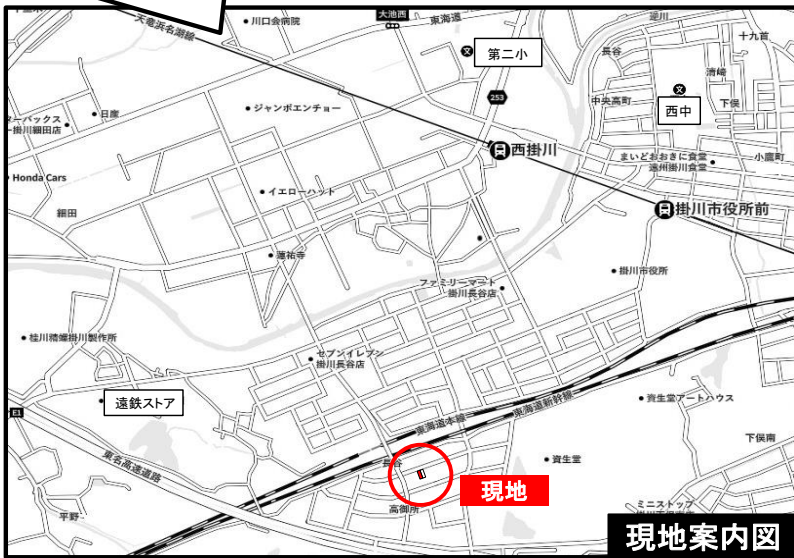 大池西
東海道
天竜浜名湖線
川口会病院
第二小
逆川
十九首
長谷
清崎
253
中央高町
下俣
西中
日産
ジャンボエンチョー
掛川細田店
西掛川
まいどおおきに食堂
遠州掛川食堂
小鷹町
Honda Cars
イエローハット
掛川市役所前
細田
蓮祐寺
掛川市役所
ファミリーマート
掛川長谷店
桂川精螺掛川製作所
セブンイレブン
掛川長谷店
遠鉄ストア
資生堂アートハウス
E1
東海道本線
東海道新幹線
下俣南
東名高速道路
長谷
資生堂
現地
平野
高御所
ミニストップ
現地案内図